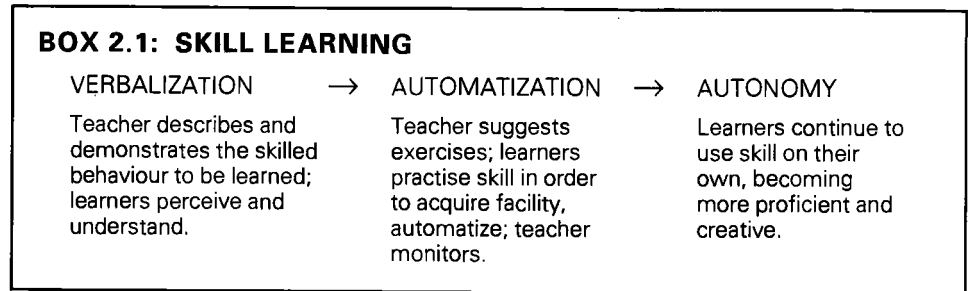 BOX 2.1: SKILL LEARNING
VERBALIZATION → AUTOMATIZATION → AUTONOMY
Teacher describes and
demonstrates the skilled
behaviour to be learned;
learners perceive and
understand.
Teacher suggests
exercises; learners
practise skill in order
to acquire facility,
automatize; teacher
monitors.
Learners continue to
use skill on their
own, becoming
more proficient and
creative.